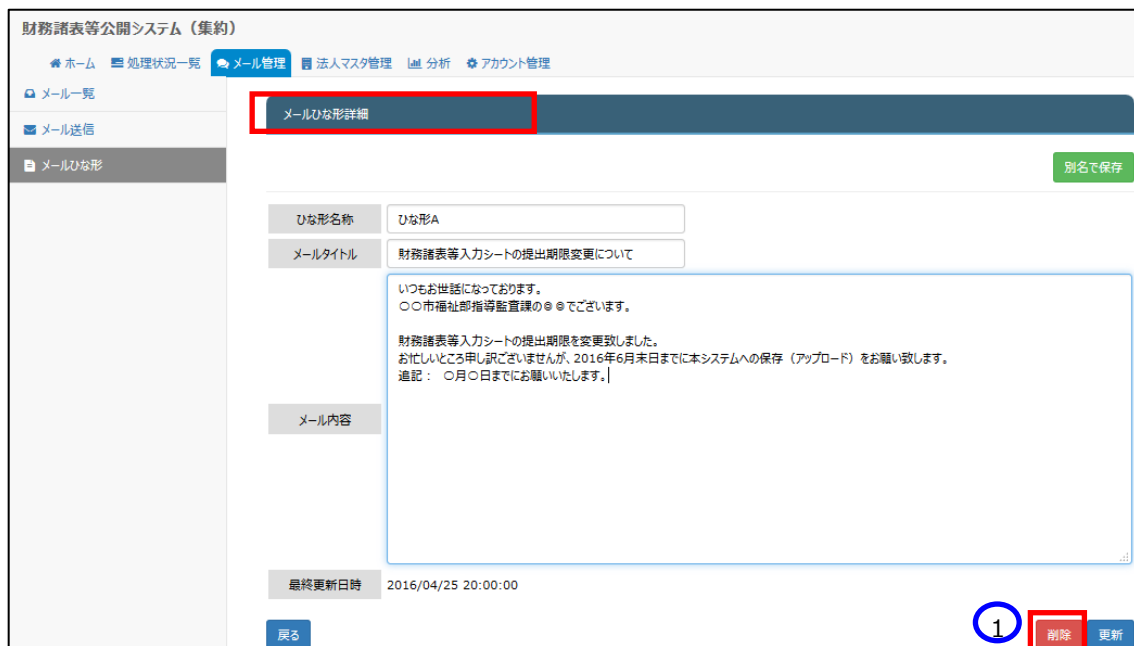 財務諸表等公開システム（集約）
ホーム 処理状況一覧 メール管理 法人マスタ管理 分析 アカウント管理
メール一覧
メール送信
メールひな形
メールひな形詳細
別名で保存
ひな形名称 ひな形A
メールタイトル 財務諸表等入力シートの提出期限変更について
メール内容
いつもお世話になっております。
○○市福祉部指導監査課の◎◎でございます。
財務諸表等入力シートの提出期限を変更致しました。
お忙しいところ申し訳ございませんが、2016年6月末日までに本システムへの保存（アップロード）をお願い致します。
追記： ○月○日までにお願いいたします。
最終更新日時 2016/04/25 20:00:00
戻る 1 削除 更新